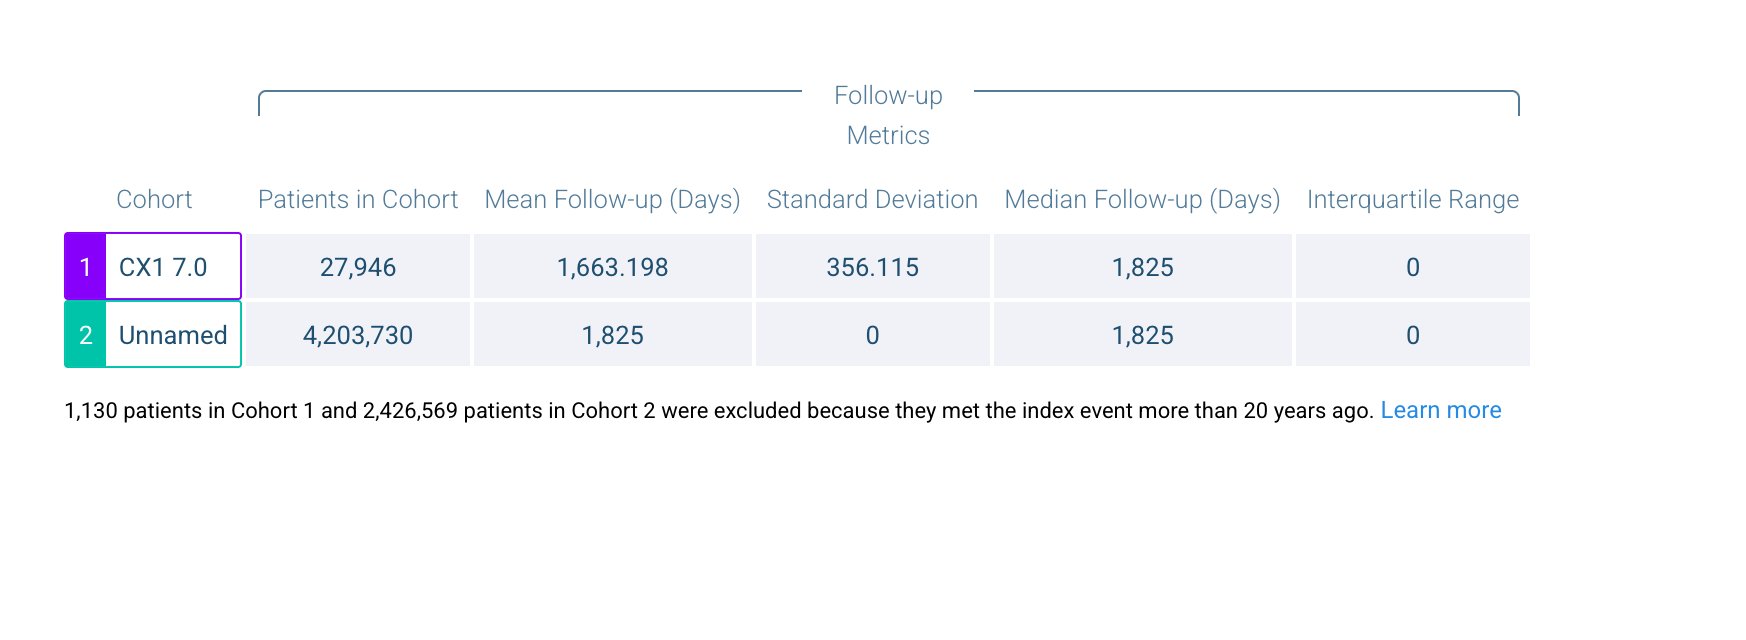 Follow-up
Metrics
Cohort Patients in Cohort Mean Follow-up (Days) Standard Deviation Median Follow-up (Days) Interquartile Range
1 CX1 7.0 27,946 1,663.198 356.115 1,825 0
2 Unnamed 4,203,730 1,825 0 1,825 0
1,130 patients in Cohort 1 and 2,426,569 patients in Cohort 2 were excluded because they met the index event more than 20 years ago. Learn more